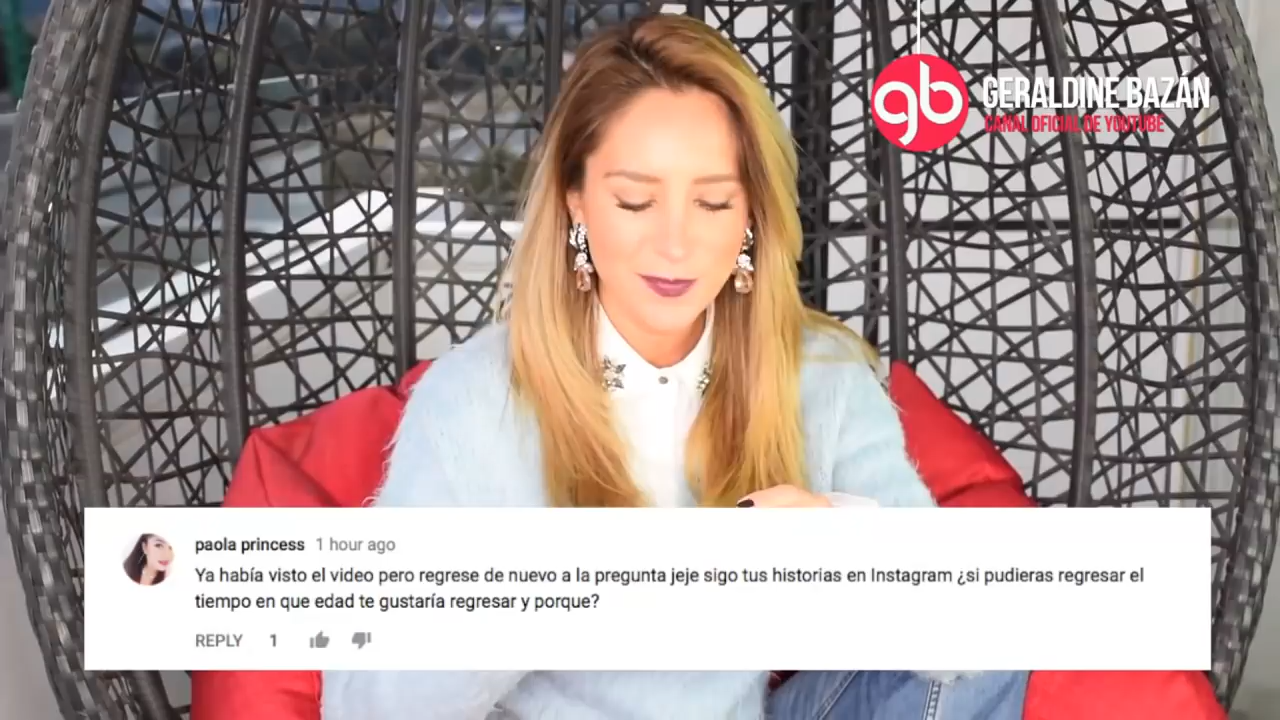 gb
GERALDINE BAZÁN
CANAL OFICIAL DE YOUTUBE
paola princess 1 hour ago
Ya había visto el video pero regrese de nuevo a la pregunta jeje sigo tus historias en Instagram ¿si pudieras regresar el
tiempo en que edad te gustaría regresar y porque?
REPLY 1